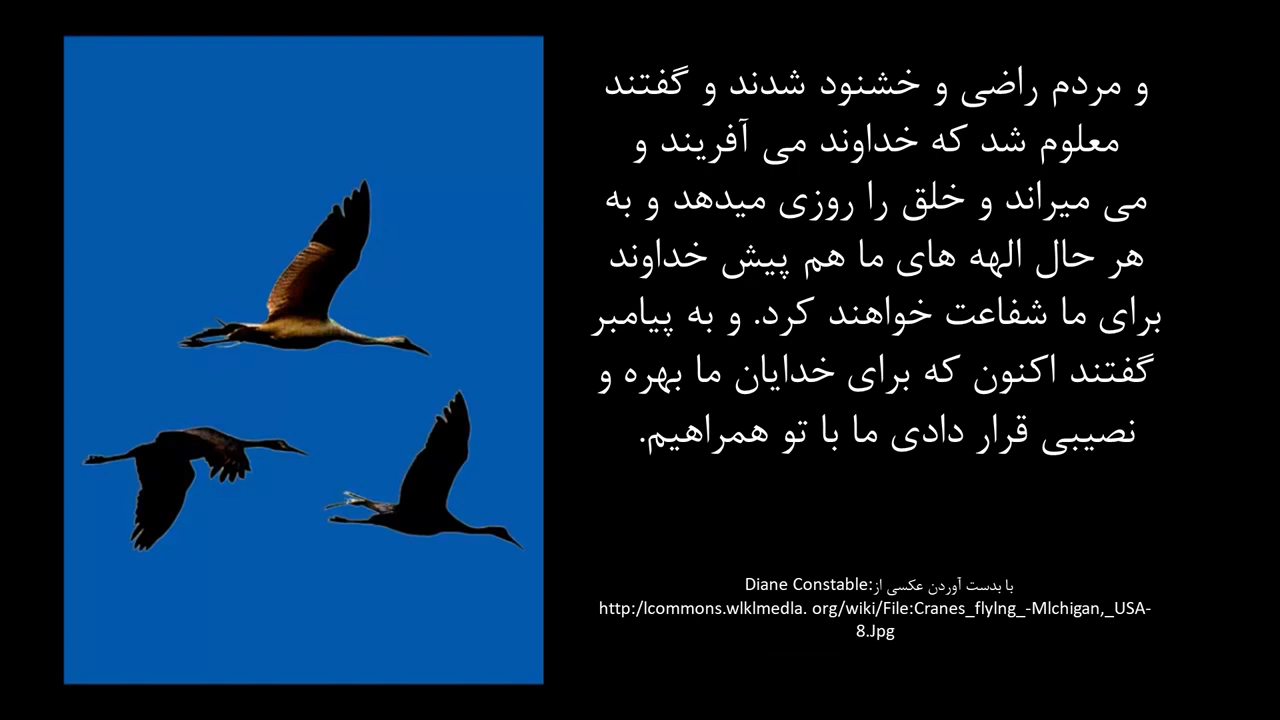 و مردم راضی و خشنود شدند و گفتند
معلوم شد که خداوند می آفریند و
می میراند و خلق را روزی میدهد و به
هر حال الهه های ما هم پیش خداوند
برای ما شفاعت خواهند کرد. و به پیامبر
گفتند اکنون که برای خدایان ما بهره و
نصیبی قرار دادی ما با تو همراهیم.
با بدست آوردن عکسی از:Diane Constable
http:/lcommons.wlklmedla. org/wiki/File:Cranes_flylng_-Mlchigan,_USA-
8.Jpg